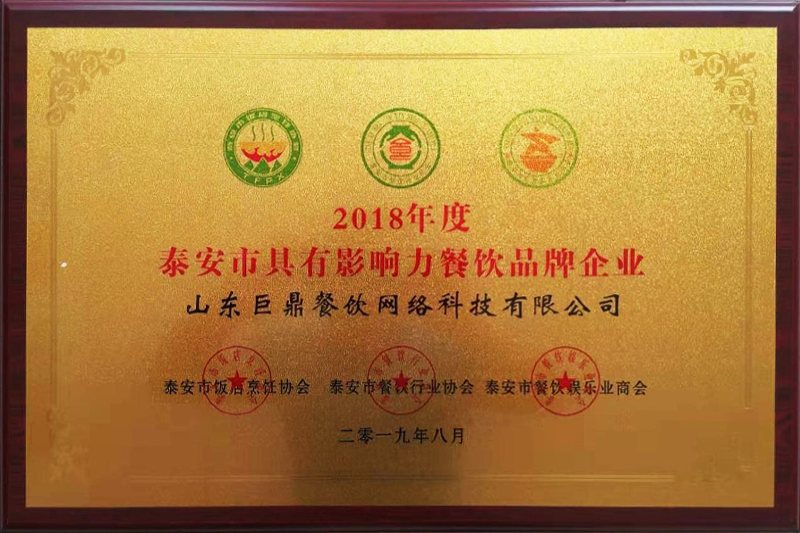 TFPX
2018年度
泰安市具有影响力餐饮品牌企业
山东巨鼎餐饮网络科技有限公司
泰安市饭店烹饪协会 泰安市餐饮行业协会 泰安市餐饮娱乐业商会
二零一九年八月